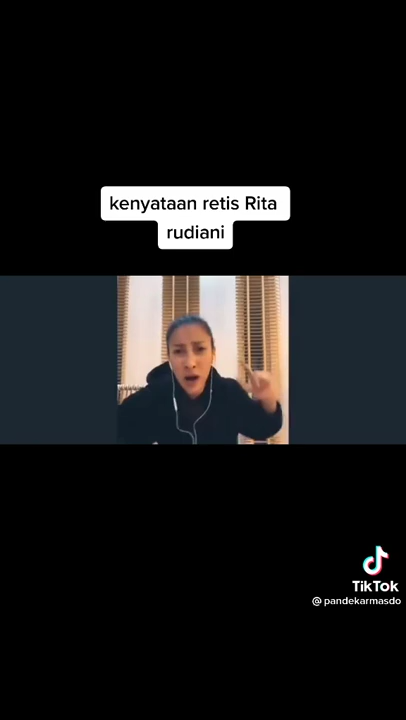 kenyataan retis Rita
rudiani
TikTok
@ pandekarmasdo